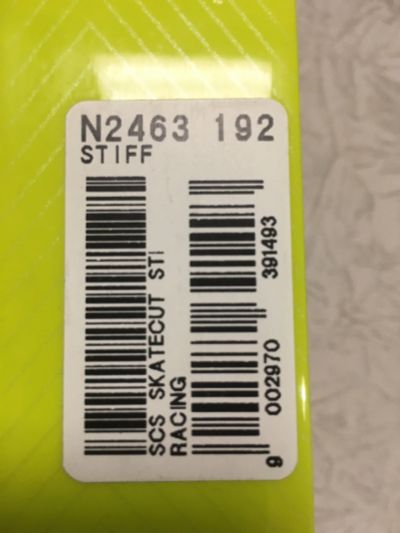 N2463 192
STIFF
SCS SKATECUT STI
RACING
9 002970 391493